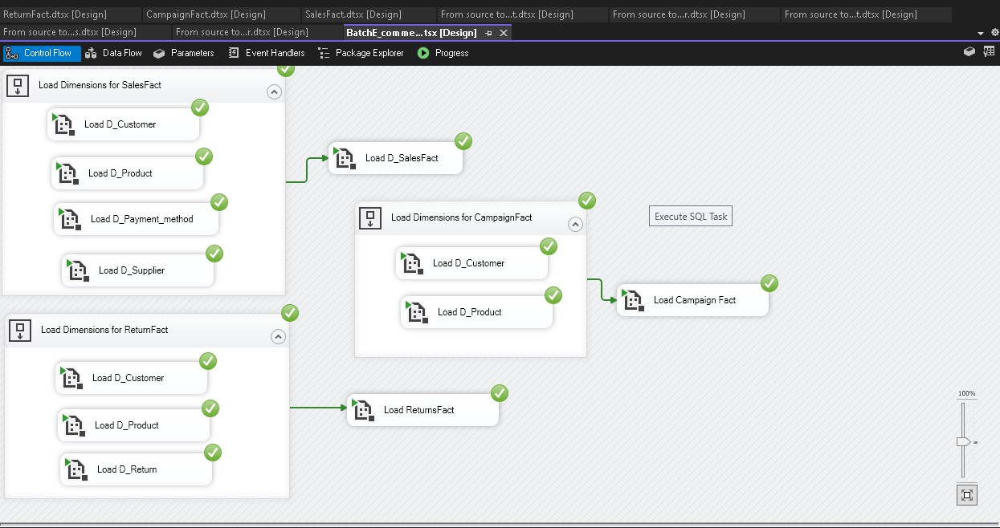 ReturnFact.dtsx [Design]
CampaignFact.dtsx [Design]
SalesFact.dtsx [Design]
From source to...t.dtsx [Design]
From source to...r.dtsx [Design]
From source to...t.dtsx [Design]
From source to...s.dtsx [Design]
From source to...r.dtsx [Design]
BatchE_comme...tsx [Design]
Control Flow
Data Flow
Parameters
Event Handlers
Package Explorer
Progress
Load Dimensions for SalesFact
Load D_Customer
Load D_Product
Load D_Payment_method
Load D_Supplier
Load D_SalesFact
Load Dimensions for CampaignFact
Load D_Customer
Load D_Product
Execute SQL Task
Load Campaign Fact
Load Dimensions for ReturnFact
Load D_Customer
Load D_Product
Load D_Return
Load ReturnsFact
100%